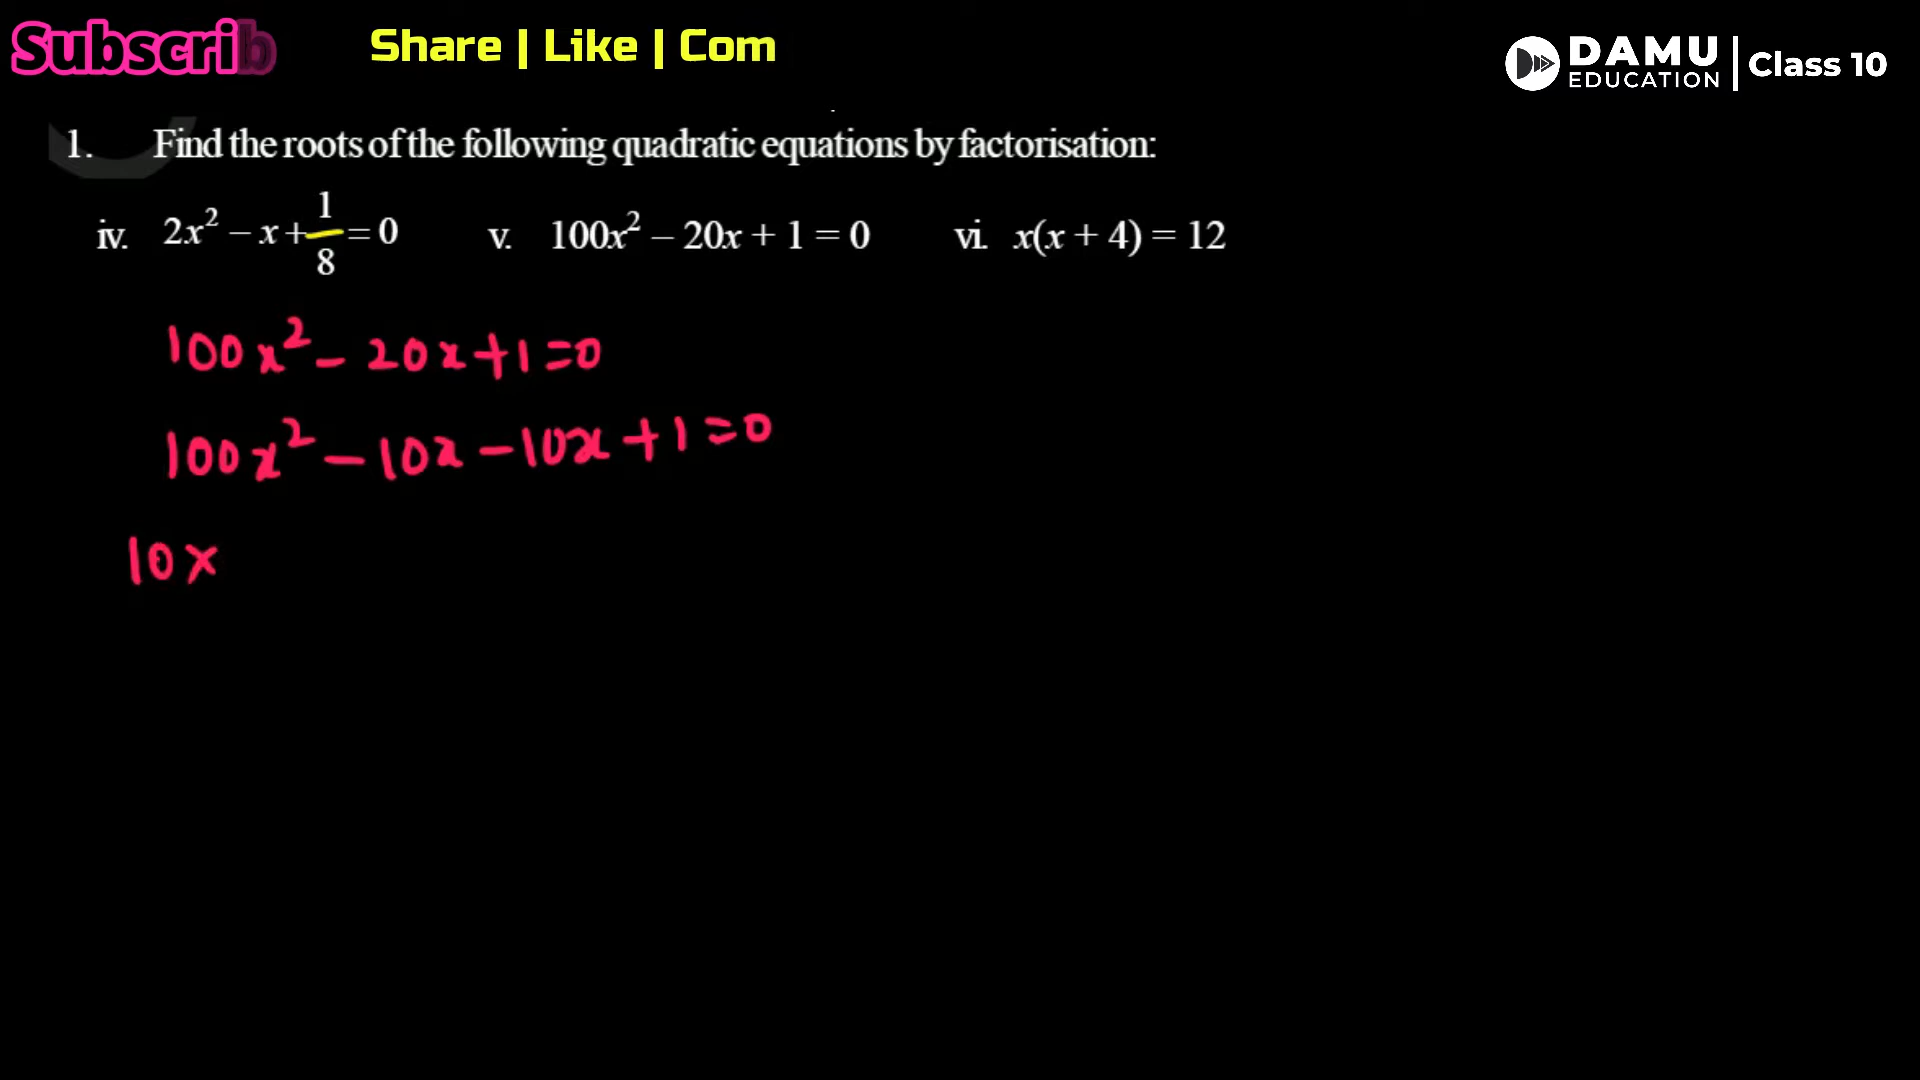 Subscrib
Share | Like | Com
DAMU EDUCATION | Class 10
1. Find the roots of the following quadratic equations by factorisation:
iv. 2x² – x + 1/8 = 0 v. 100x² – 20x + 1 = 0 vi. x(x + 4) = 12
100x² – 20x + 1 = 0
100x² – 10x – 10x + 1 = 0
10x